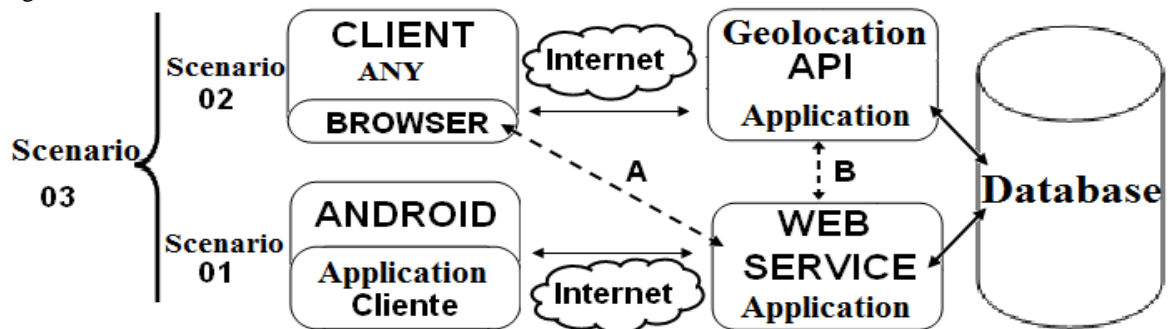 Scenario
03
Scenario
02
CLIENT
ANY
BROWSER
Internet
Geolocation
API
Application
A
B
Scenario
01
ANDROID
Application
Cliente
Internet
WEB
SERVICE
Application
Database